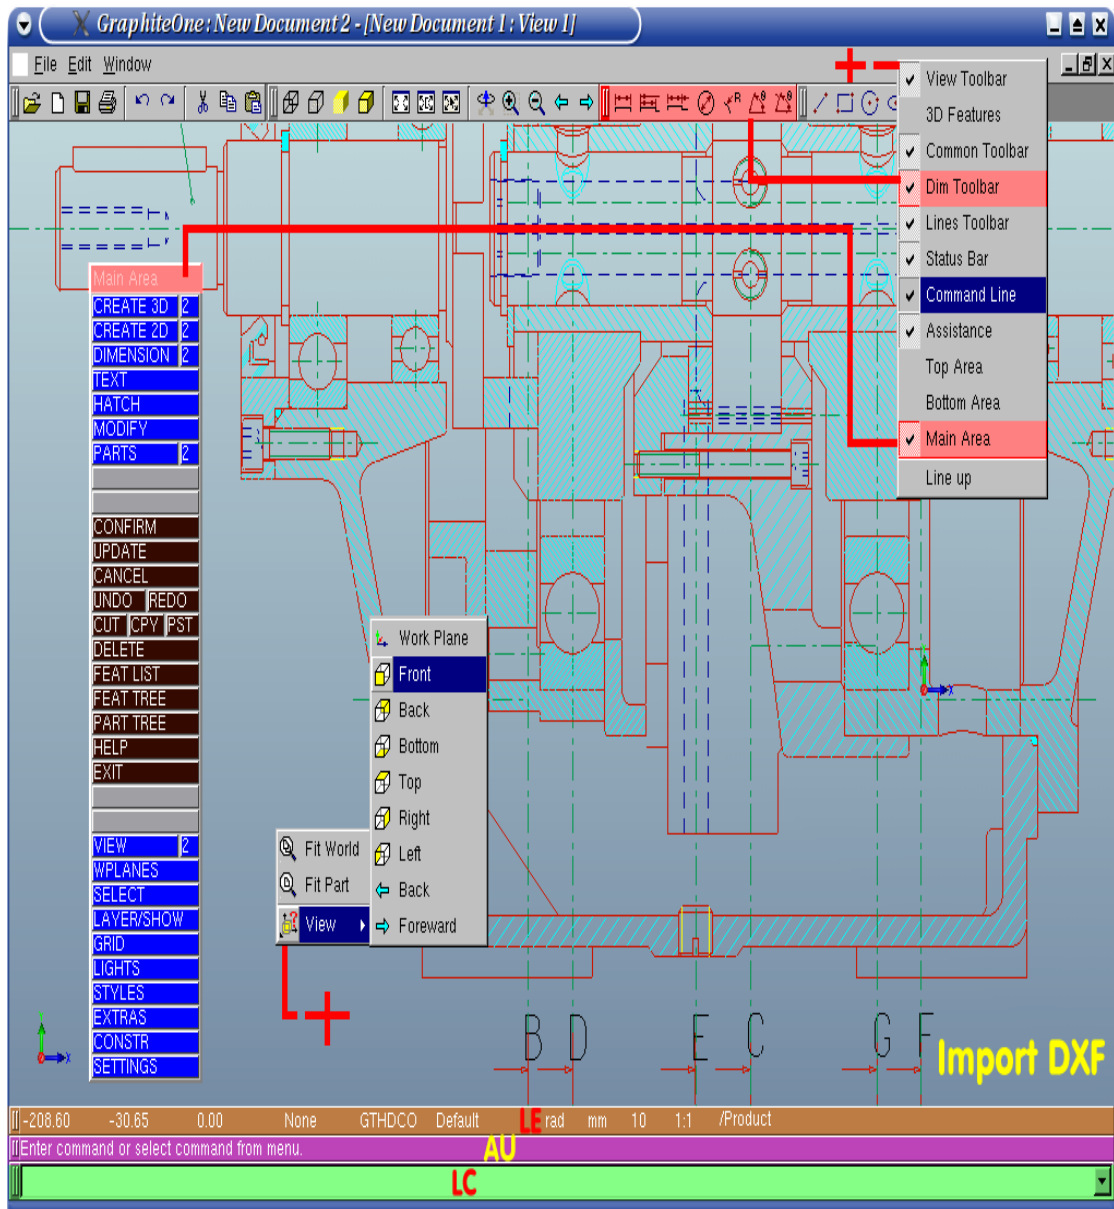 GraphiteOne: New Document 2 - [New Document 1 : View 1]
File Edit Window
View Toolbar
3D Features
Common Toolbar
Dim Toolbar
Lines Toolbar
Status Bar
Command Line
Assistance
Top Area
Bottom Area
Main Area
Line up
Main Area
CREATE 3D 2
CREATE 2D 2
DIMENSION 2
TEXT
HATCH
MODIFY
PARTS 2
CONFIRM
UPDATE
CANCEL
UNDO REDO
CUT CPY PST
DELETE
FEAT LIST
FEAT TREE
PART TREE
HELP
EXIT
VIEW 2
WPLANES
SELECT
LAYER/SHOW
GRID
LIGHTS
STYLES
EXTRAS
CONSTR
SETTINGS
Work Plane
Front
Back
Bottom
Top
Right
Left
Back
Foreward
Fit World
Fit Part
View
B D E C G F
Import DXF
-208.60 -30.65 0.00 None GTHDCO Default LE rad mm 10 1:1 /Product
Enter command or select command from menu. AU
LC